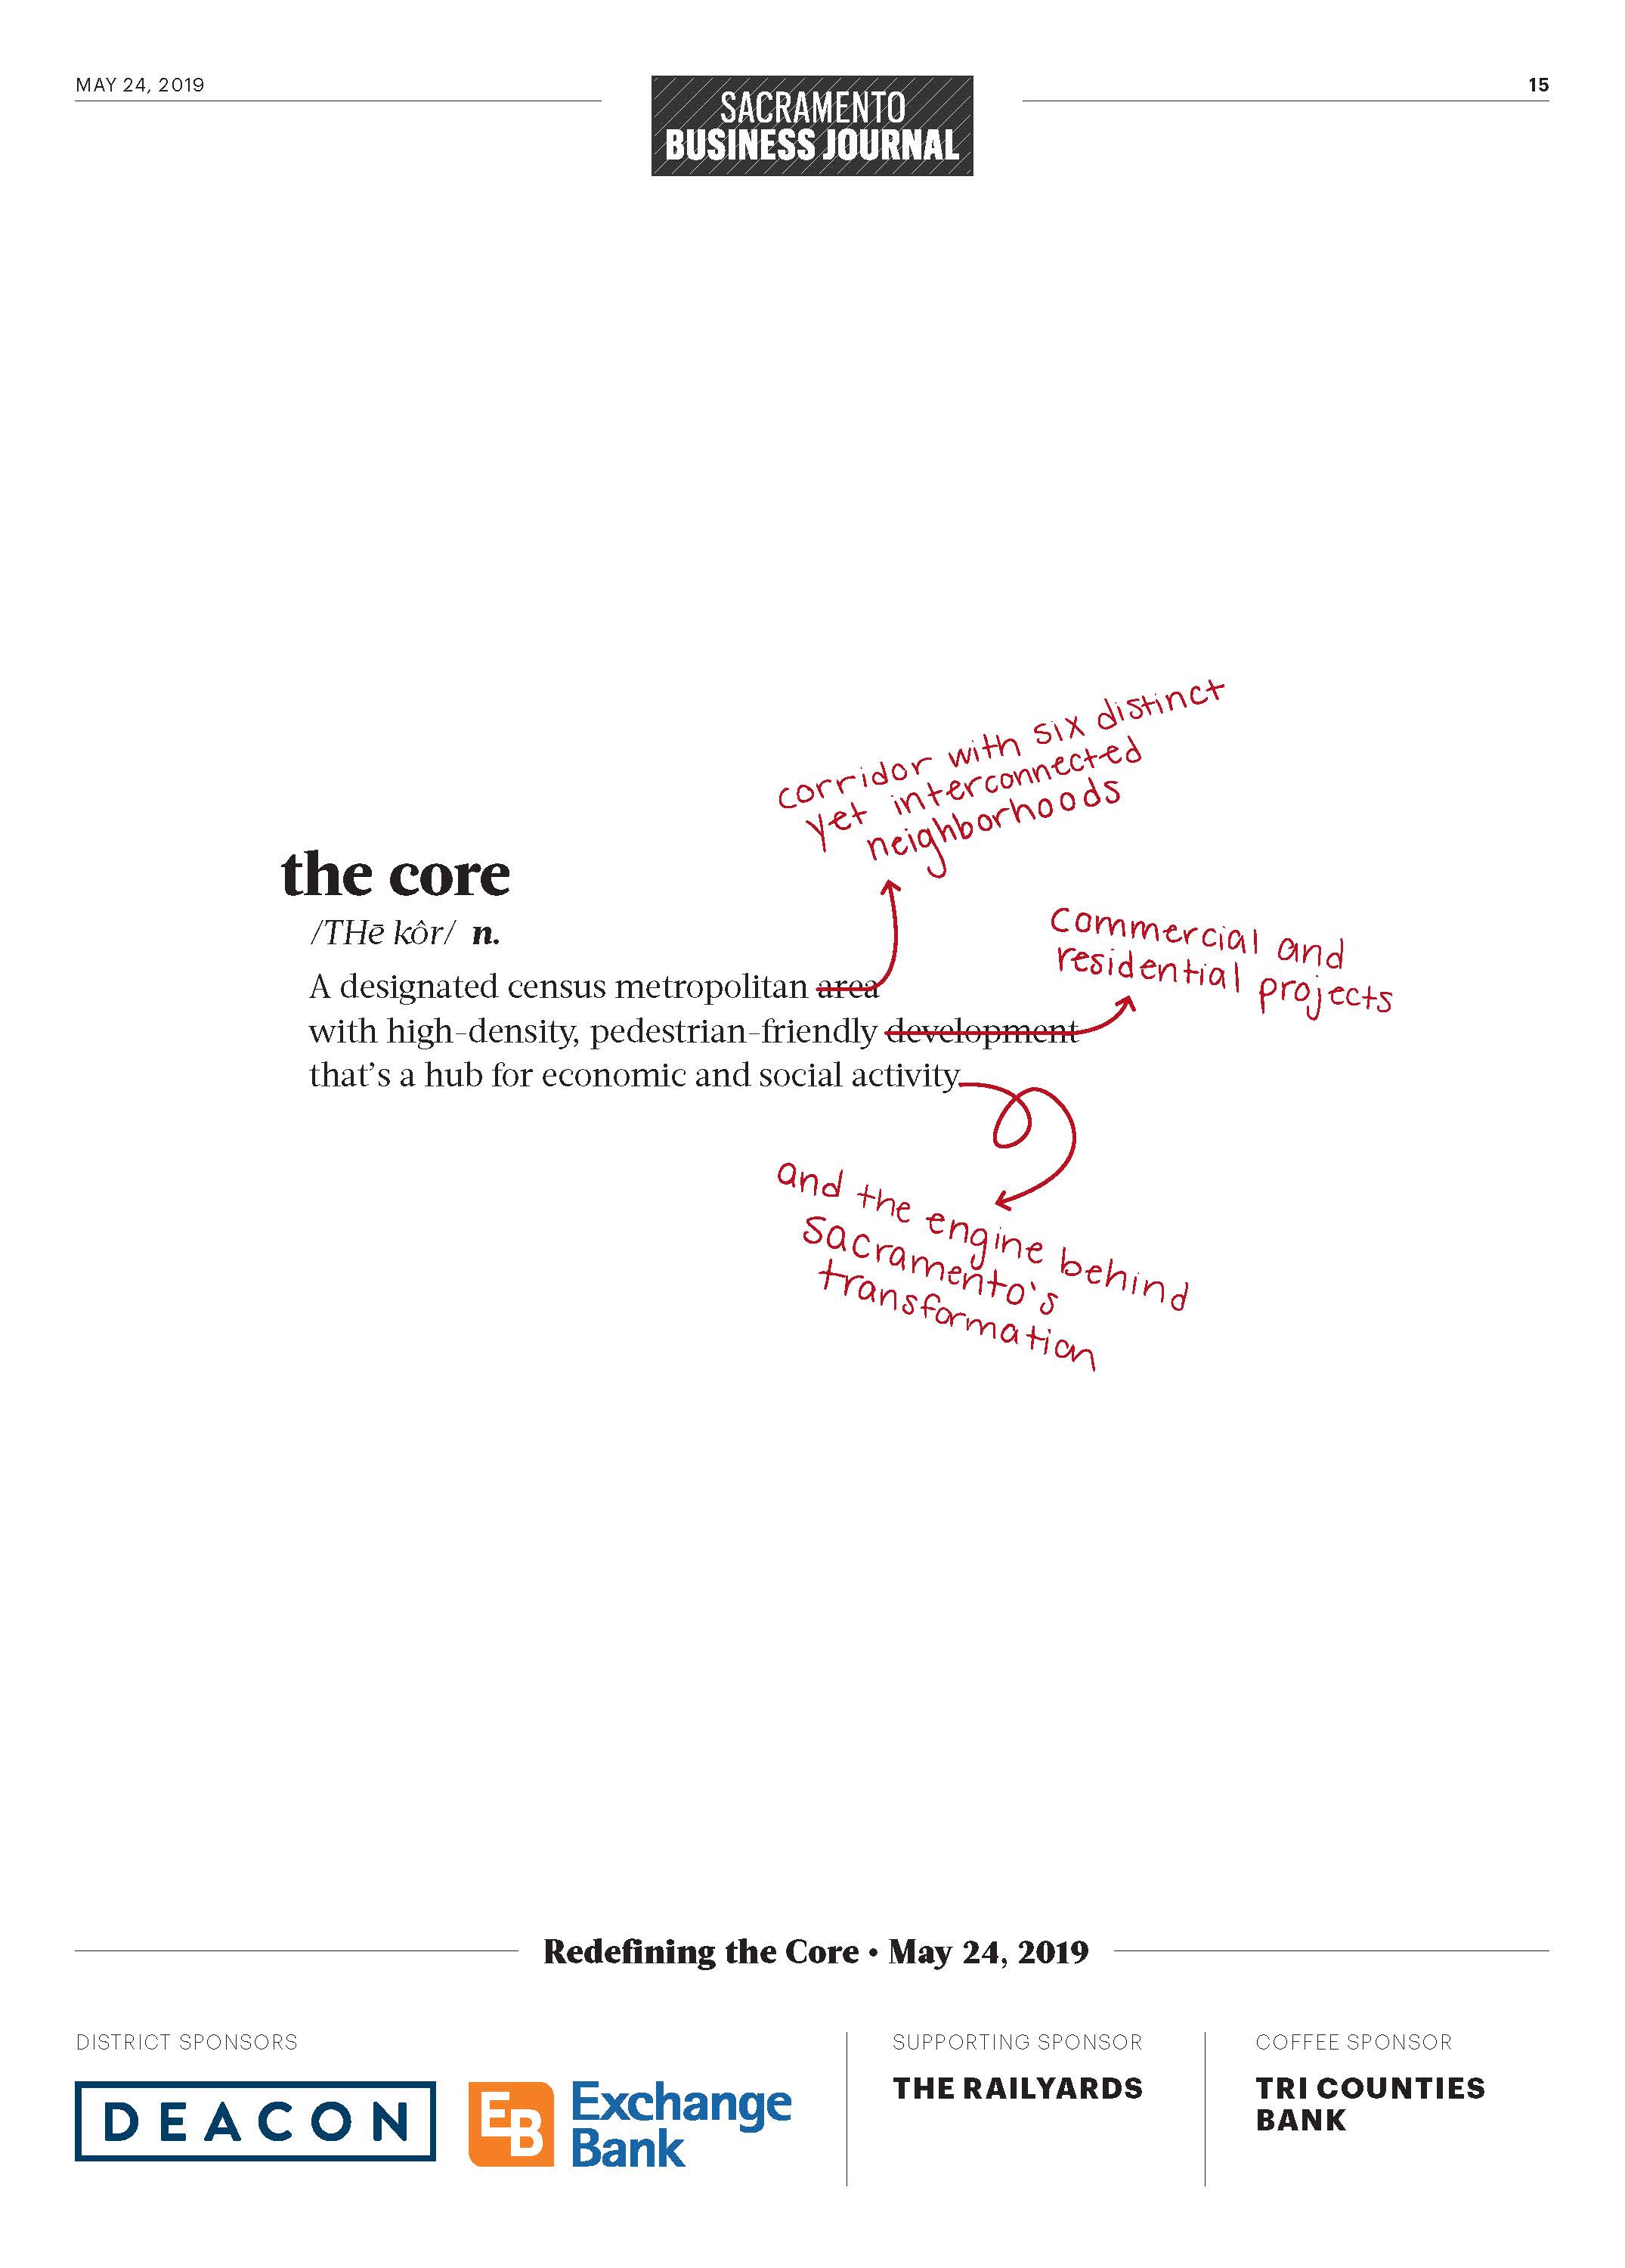 MAY 24, 2019
SACRAMENTO
BUSINESS JOURNAL
15
corridor with six distinct
yet interconnected
neighborhoods
the core
/THē kôr/ n.
commercial and
residential projects
A designated census metropolitan area
with high-density, pedestrian-friendly development
that’s a hub for economic and social activity
and the engine behind
sacramento's
transformation
Redefining the Core • May 24, 2019
DISTRICT SPONSORS
DEACON
EB
Exchange
Bank
SUPPORTING SPONSOR
THE RAILYARDS
COFFEE SPONSOR
TRI COUNTIES
BANK